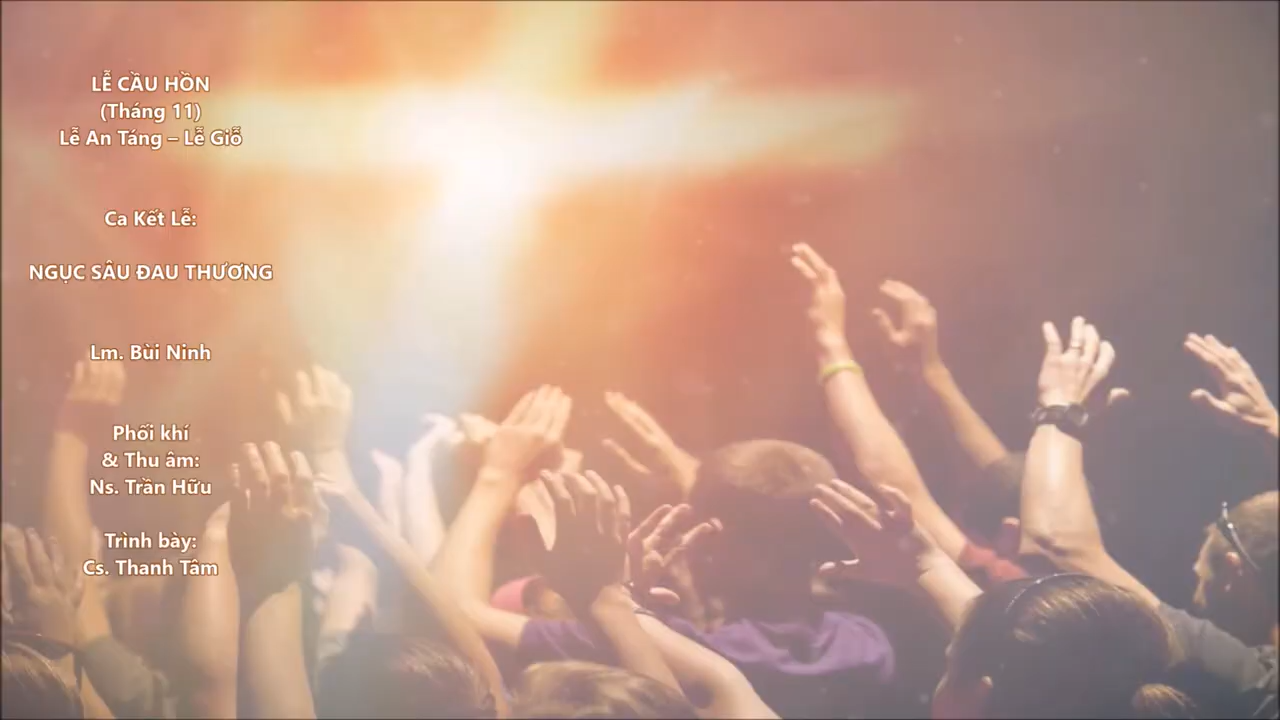 LỄ CẦU HỒN
(Tháng 11)
Lễ An Táng – Lễ Giỗ
Ca Kết Lễ:
NGỤC SÂU ĐAU THƯƠNG
Lm. Bùi Ninh
Phối khí
& Thu âm:
Ns. Trần Hữu
Trình bày:
Cs. Thanh Tâm